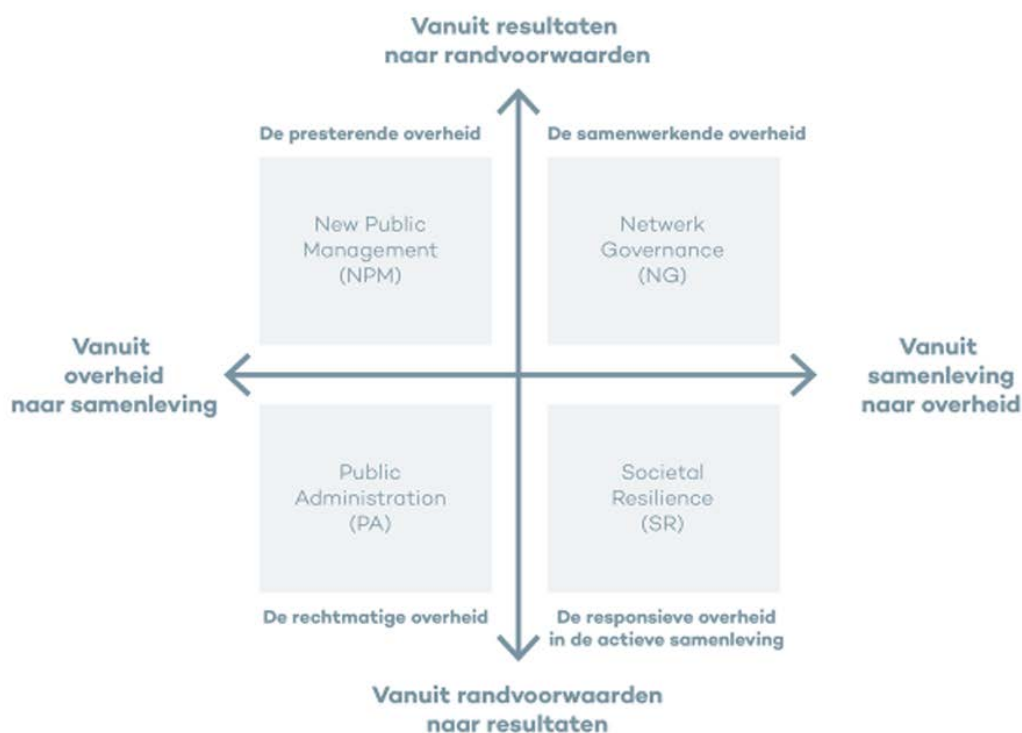 Vanuit resultaten
naar randvoorwaarden
De presterende overheid
De samenwerkende overheid
New Public
Management
(NPM)
Netwerk
Governance
(NG)
Vanuit
overheid
naar samenleving
Vanuit
samenleving
naar overheid
Public
Administration
(PA)
Societal
Resilience
(SR)
De rechtmatige overheid
De responsieve overheid
in de actieve samenleving
Vanuit randvoorwaarden
naar resultaten